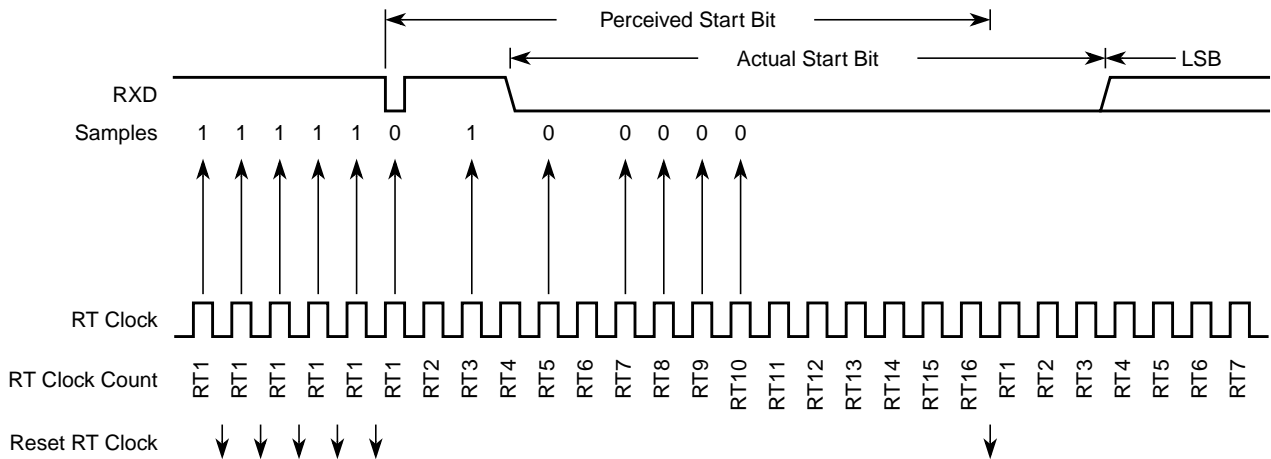 Perceived Start Bit
Actual Start Bit LSB
RXD
Samples 1 1 1 1 1 0 1 0 0 0 0 0
RT Clock
RT Clock Count RT1 RT1 RT1 RT1 RT1 RT1 RT2 RT3 RT4 RT5 RT6 RT7 RT8 RT9 RT10 RT11 RT12 RT13 RT14 RT15 RT16 RT1 RT2 RT3 RT4 RT5 RT6 RT7
Reset RT Clock